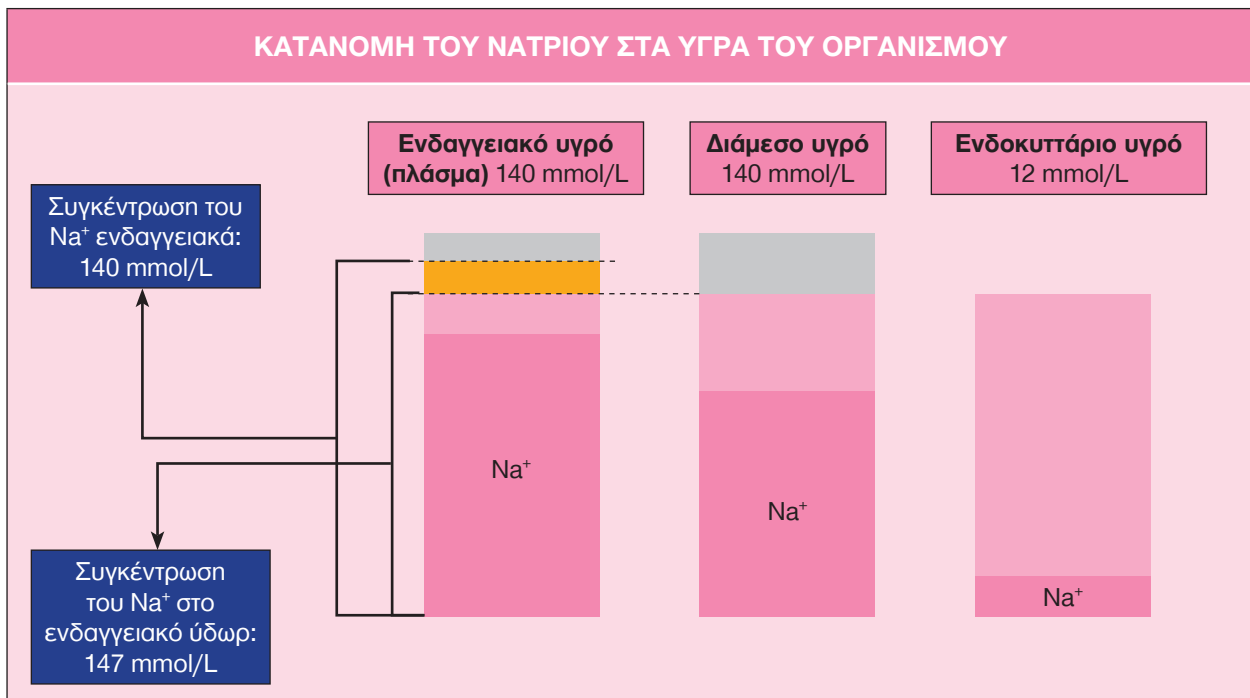 ΚΑΤΑΝΟΜΗ ΤΟΥ ΝΑΤΡΙΟΥ ΣΤΑ ΥΓΡΑ ΤΟΥ ΟΡΓΑΝΙΣΜΟΥ
Ενδαγγειακό υγρό
(πλάσμα) 140 mmol/L
Διάμεσο υγρό
140 mmol/L
Ενδοκυττάριο υγρό
12 mmol/L
Συγκέντρωση του
Na⁺ ενδαγγειακά:
140 mmol/L
Na⁺
Na⁺
Na⁺
Συγκέντρωση
του Na⁺ στο
ενδαγγειακό ύδωρ:
147 mmol/L